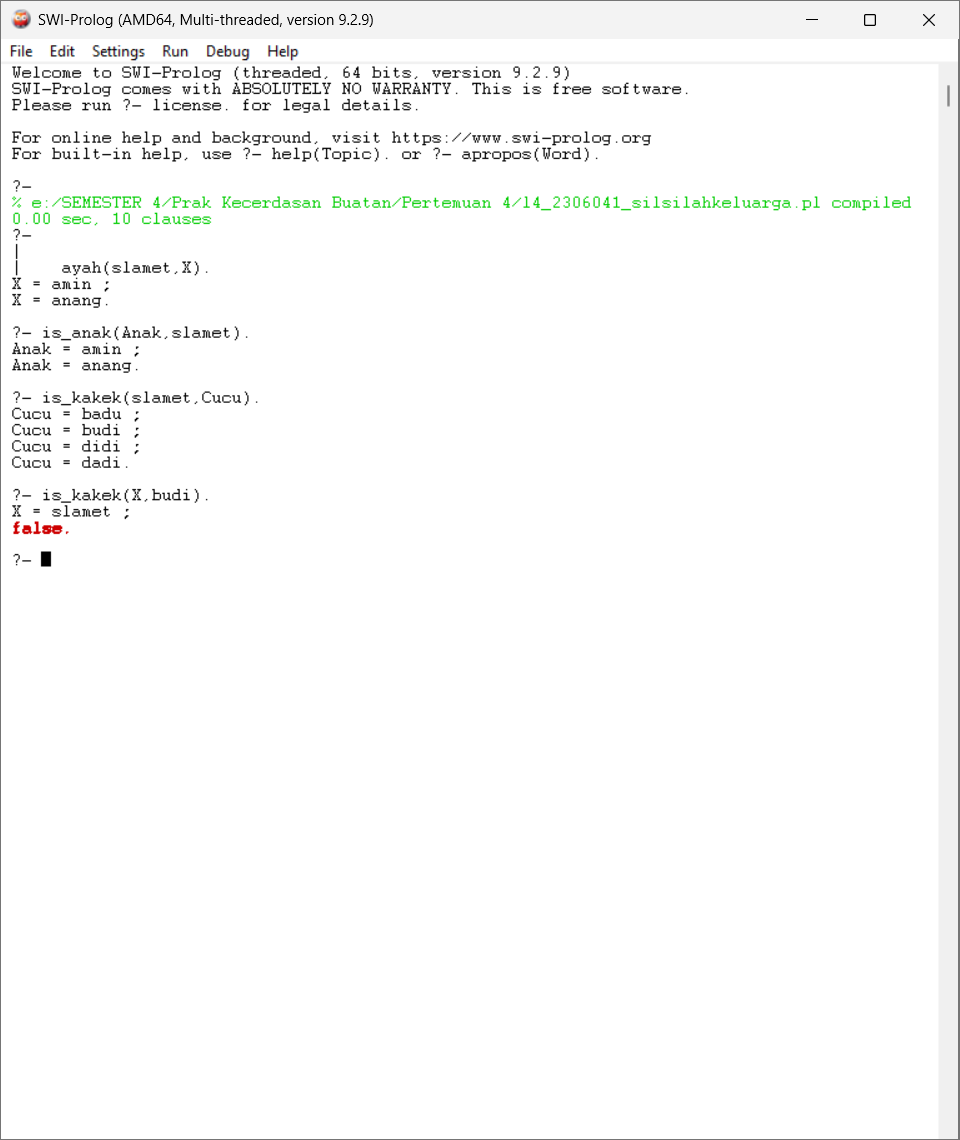 SWI-Prolog (AMD64, Multi-threaded, version 9.2.9)
File Edit Settings Run Debug Help
Welcome to SWI-Prolog (threaded, 64 bits, version 9.2.9)
SWI-Prolog comes with ABSOLUTELY NO WARRANTY. This is free software.
Please run ?- license. for legal details.

For online help and background, visit https://www.swi-prolog.org
For built-in help, use ?- help(Topic). or ?- apropos(Word).

?-
% e:/SEMESTER 4/Prak Kecerdasan Buatan/Pertemuan 4/l4_2306041_silsilahkeluarga.pl compiled
0.00 sec, 10 clauses
?-
|
|    ayah(slamet,X).
X = amin ;
X = anang.

?- is_anak(Anak,slamet).
Anak = amin ;
Anak = anang.

?- is_kakek(slamet,Cucu).
Cucu = badu ;
Cucu = budi ;
Cucu = didi ;
Cucu = dadi.

?- is_kakek(X,budi).
X = slamet ;
false.

?-